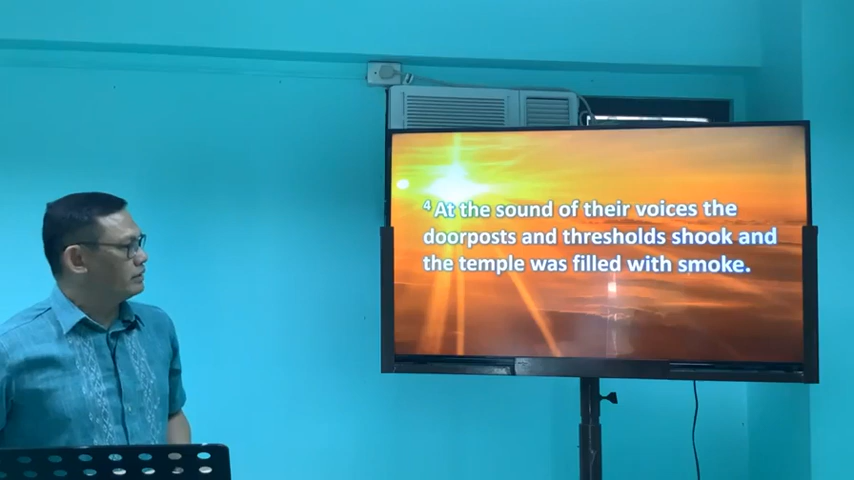 ⁴ At the sound of their voices the
doorposts and thresholds shook and
the temple was filled with smoke.